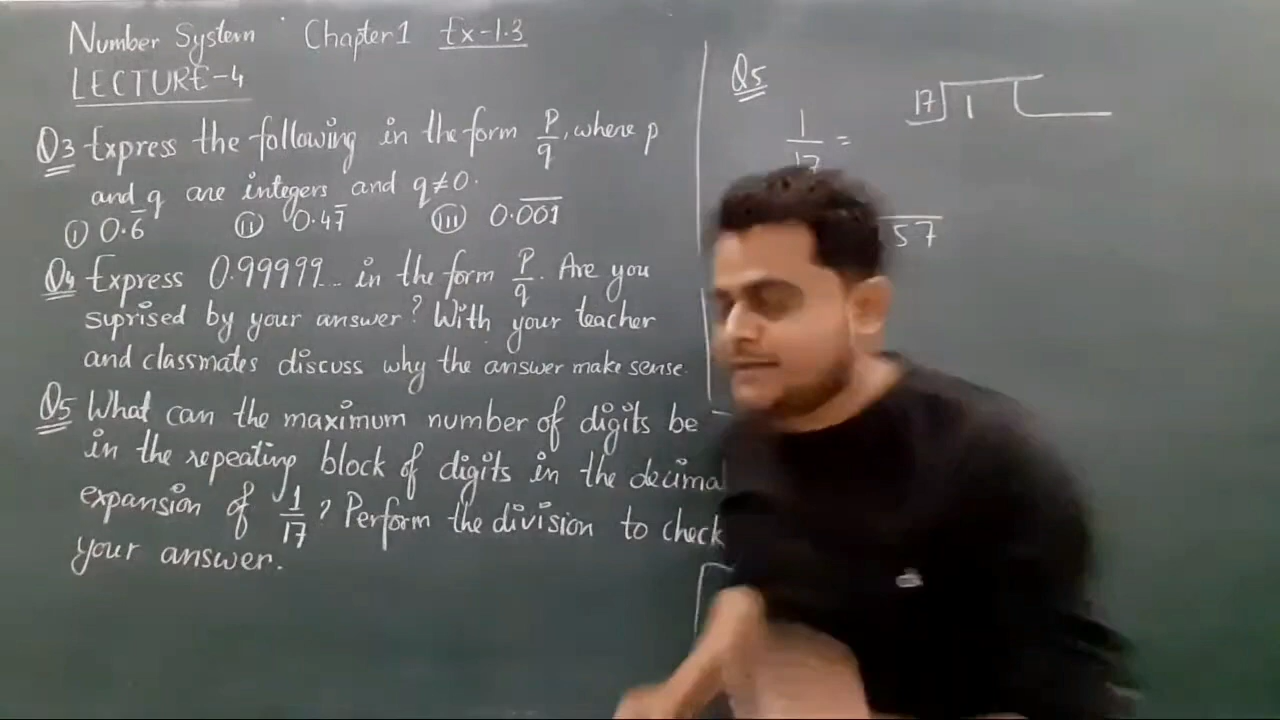 Number System Chapter 1 Ex-1.3
LECTURE-4
Q3 Express the following in the form p/q, where p
and q are integers and q≠0.
(i) 0.6̅ (ii) 0.47̅ (iii) 0.0̅0̅1̅
Q4 Express 0.99999... in the form p/q. Are you
suprised by your answer? With your teacher
and classmates discuss why the answer make sense.
Q5 What can the maximum number of digits be
in the repeating block of digits in the decima
expansion of 1/17? Perform the division to check
your answer.
Q5
1/17 =
17 1
57